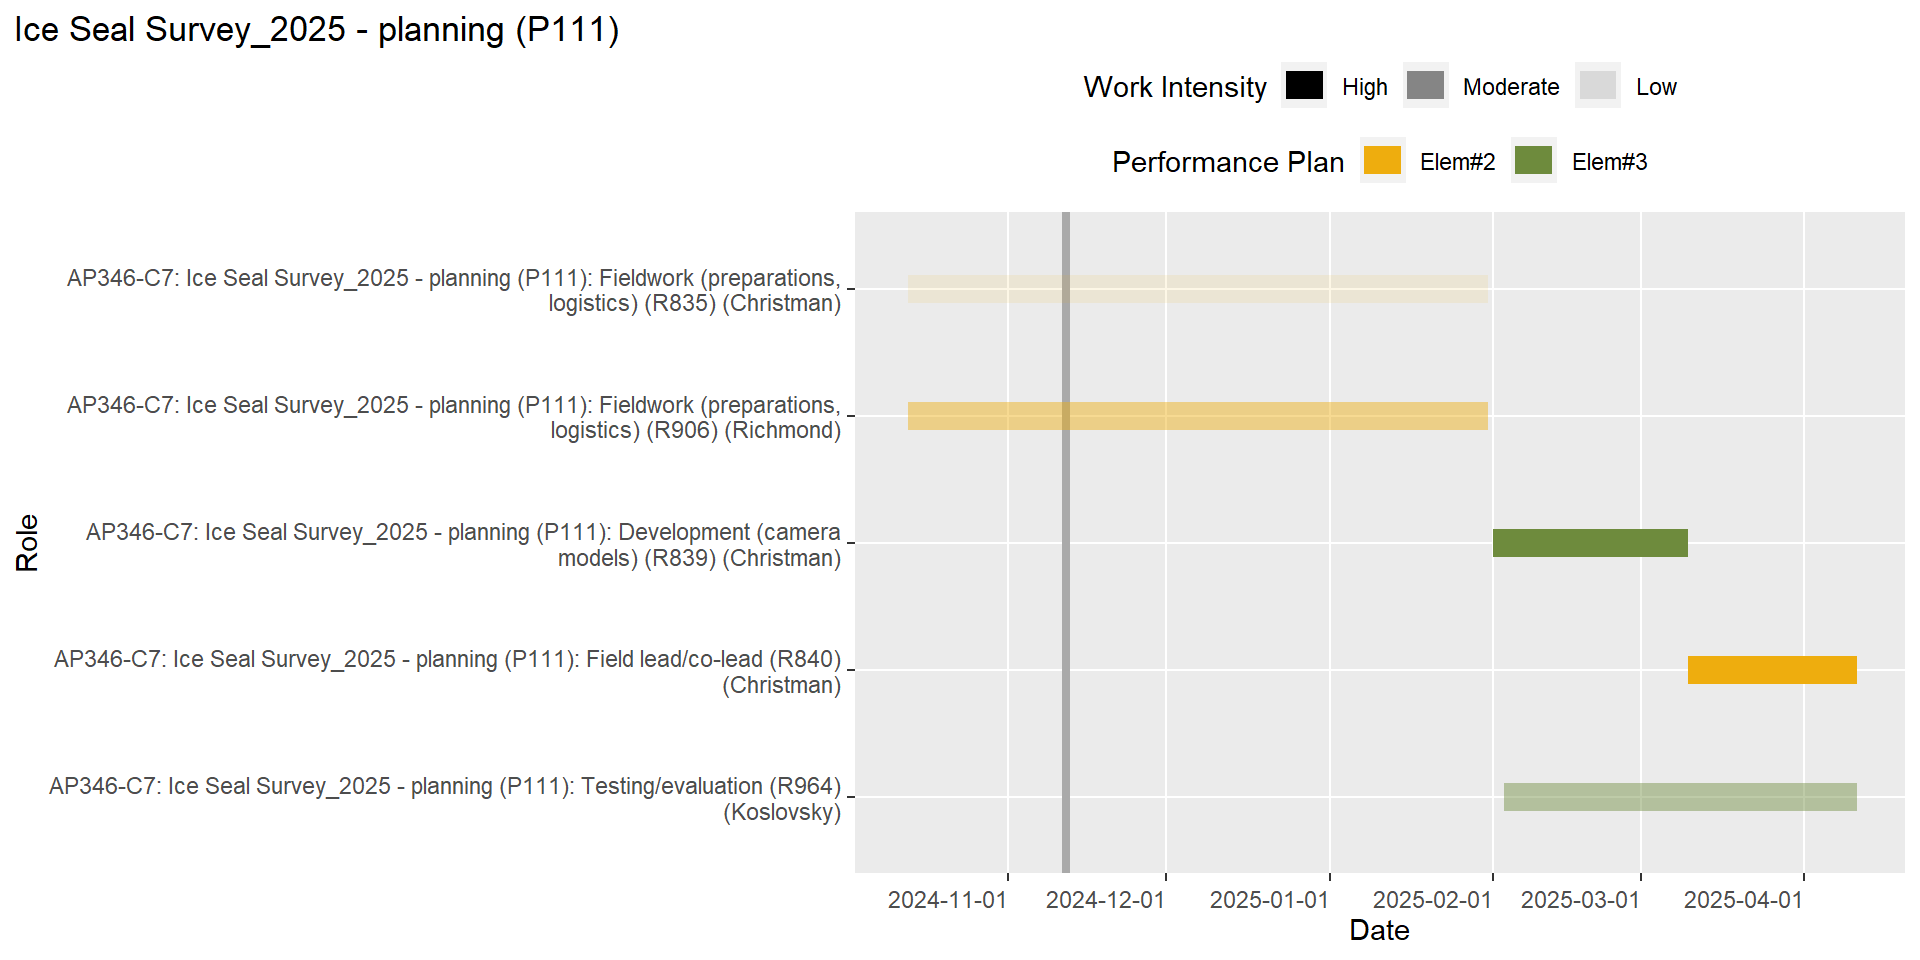 Ice Seal Survey_2025 - planning (P111)
Work Intensity High Moderate Low
Performance Plan Elem#2 Elem#3
AP346-C7: Ice Seal Survey_2025 - planning (P111): Fieldwork (preparations,
logistics) (R835) (Christman)
AP346-C7: Ice Seal Survey_2025 - planning (P111): Fieldwork (preparations,
logistics) (R906) (Richmond)
AP346-C7: Ice Seal Survey_2025 - planning (P111): Development (camera
models) (R839) (Christman)
AP346-C7: Ice Seal Survey_2025 - planning (P111): Field lead/co-lead (R840)
(Christman)
AP346-C7: Ice Seal Survey_2025 - planning (P111): Testing/evaluation (R964)
(Koslovsky)
Role
2024-11-01 2024-12-01 2025-01-01 2025-02-01 2025-03-01 2025-04-01
Date